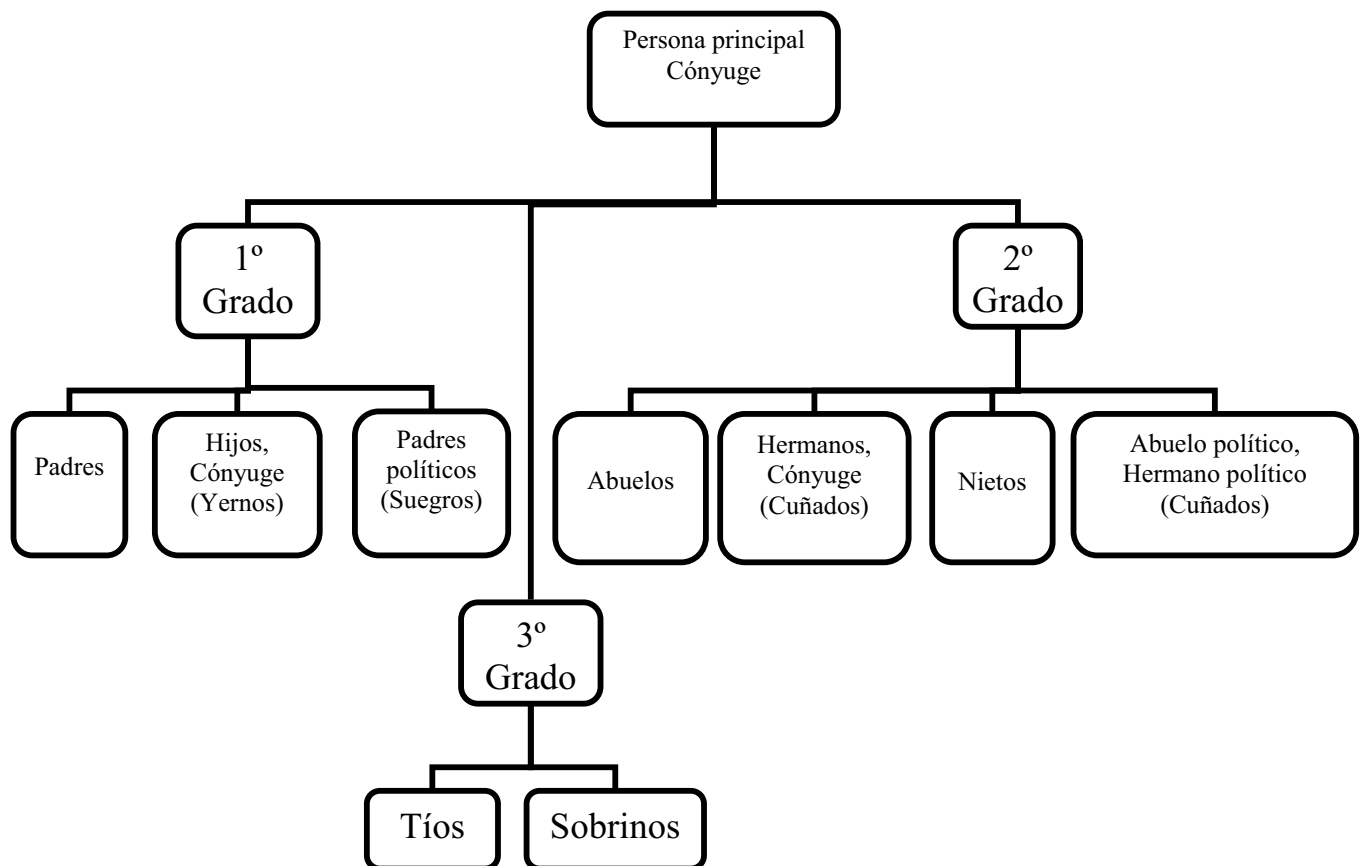 Persona principal
Cónyuge
1º
Grado
2º
Grado
Padres
Hijos,
Cónyuge
(Yernos)
Padres
políticos
(Suegros)
Abuelos
Hermanos,
Cónyuge
(Cuñados)
Nietos
Abuelo político,
Hermano político
(Cuñados)
3º
Grado
Tíos
Sobrinos